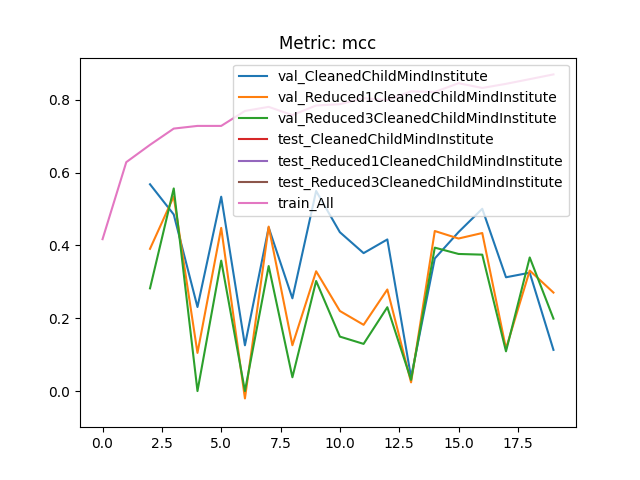 Metric: mcc
val_CleanedChildMindInstitute
val_Reduced1CleanedChildMindInstitute
val_Reduced3CleanedChildMindInstitute
test_CleanedChildMindInstitute
test_Reduced1CleanedChildMindInstitute
test_Reduced3CleanedChildMindInstitute
train_All
0.8
0.6
0.4
0.2
0.0
0.0 2.5 5.0 7.5 10.0 12.5 15.0 17.5